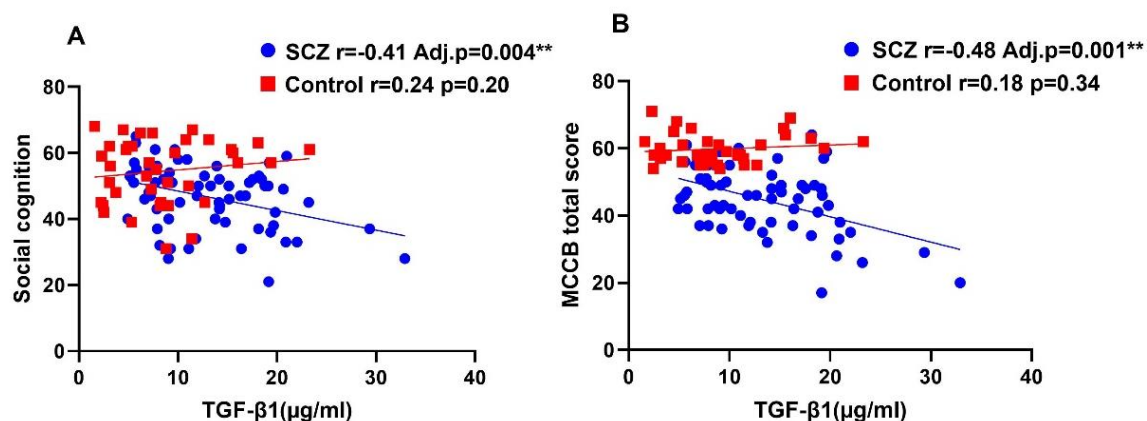 A
SCZ r=-0.41 Adj.p=0.004**
Control r=0.24 p=0.20
80
60
40
20
0
Social cognition
0 10 20 30 40
TGF-β1(μg/ml)
B
SCZ r=-0.48 Adj.p=0.001**
Control r=0.18 p=0.34
80
60
40
20
0
MCCB total score
0 10 20 30 40
TGF-β1(μg/ml)